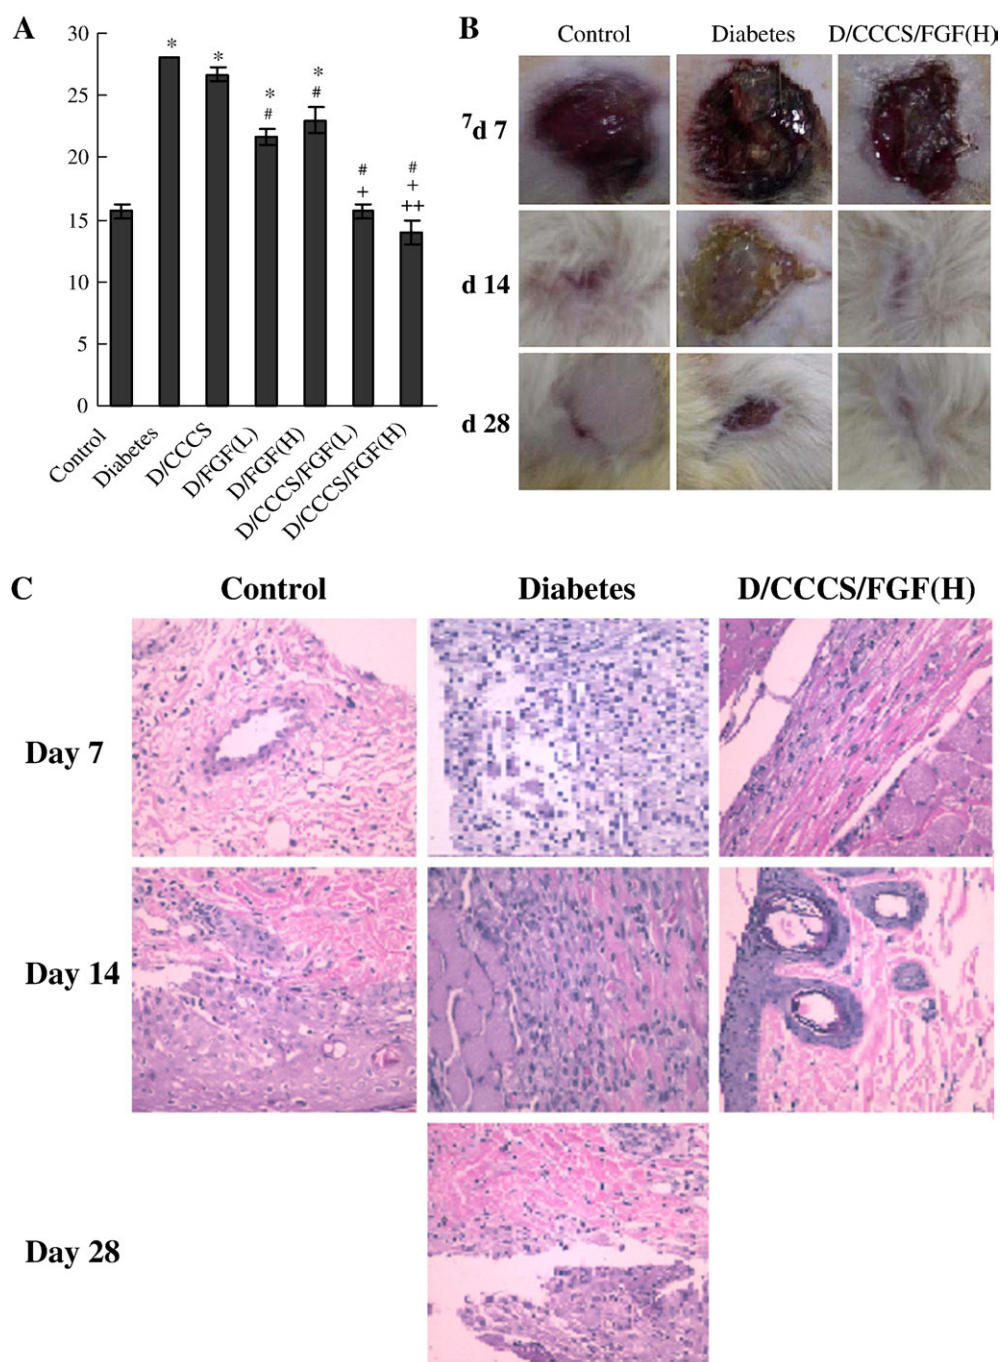 A
30
25
20
15
10
5
0
*
*
*
#
*
#
#
+
#
+
++
Control
Diabetes
D/CCCS
D/FGF(L)
D/FGF(H)
D/CCCS/FGF(L)
D/CCCS/FGF(H)
B
Control Diabetes D/CCCS/FGF(H)
7d 7
d 14
d 28
C
Control Diabetes D/CCCS/FGF(H)
Day 7
Day 14
Day 28